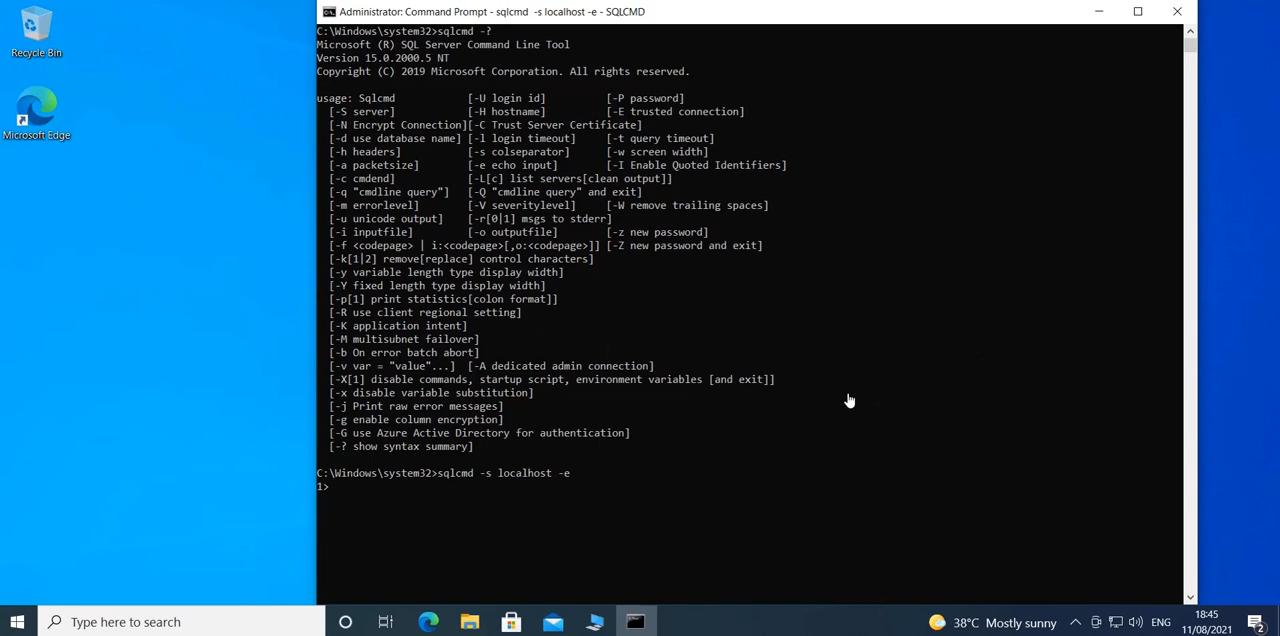 Administrator: Command Prompt - sqlcmd  -s localhost -e - SQLCMD
Recycle Bin
Microsoft Edge
C:\Windows\system32>sqlcmd -?
Microsoft (R) SQL Server Command Line Tool
Version 15.0.2000.5 NT
Copyright (C) 2019 Microsoft Corporation. All rights reserved.
usage: Sqlcmd            [-U login id]          [-P password]
  [-S server]            [-H hostname]          [-E trusted connection]
  [-N Encrypt Connection][-C Trust Server Certificate]
  [-d use database name] [-l login timeout]     [-t query timeout]
  [-h headers]           [-s colseparator]      [-w screen width]
  [-a packetsize]        [-e echo input]        [-I Enable Quoted Identifiers]
  [-c cmdend]            [-L[c] list servers[clean output]]
  [-q "cmdline query"]   [-Q "cmdline query" and exit]
  [-m errorlevel]        [-V severitylevel]     [-W remove trailing spaces]
  [-u unicode output]    [-r[0|1] msgs to stderr]
  [-i inputfile]         [-o outputfile]        [-z new password]
  [-f <codepage> | i:<codepage>[,o:<codepage>]] [-Z new password and exit]
  [-k[1|2] remove[replace] control characters]
  [-y variable length type display width]
  [-Y fixed length type display width]
  [-p[1] print statistics[colon format]]
  [-R use client regional setting]
  [-K application intent]
  [-M multisubnet failover]
  [-b On error batch abort]
  [-v var = "value"...]  [-A dedicated admin connection]
  [-X[1] disable commands, startup script, environment variables [and exit]]
  [-x disable variable substitution]
  [-j Print raw error messages]
  [-g enable column encryption]
  [-G use Azure Active Directory for authentication]
  [-? show syntax summary]
C:\Windows\system32>sqlcmd -s localhost -e
1>
Type here to search
38°C Mostly sunny
ENG
18:45
11/08/2021
2